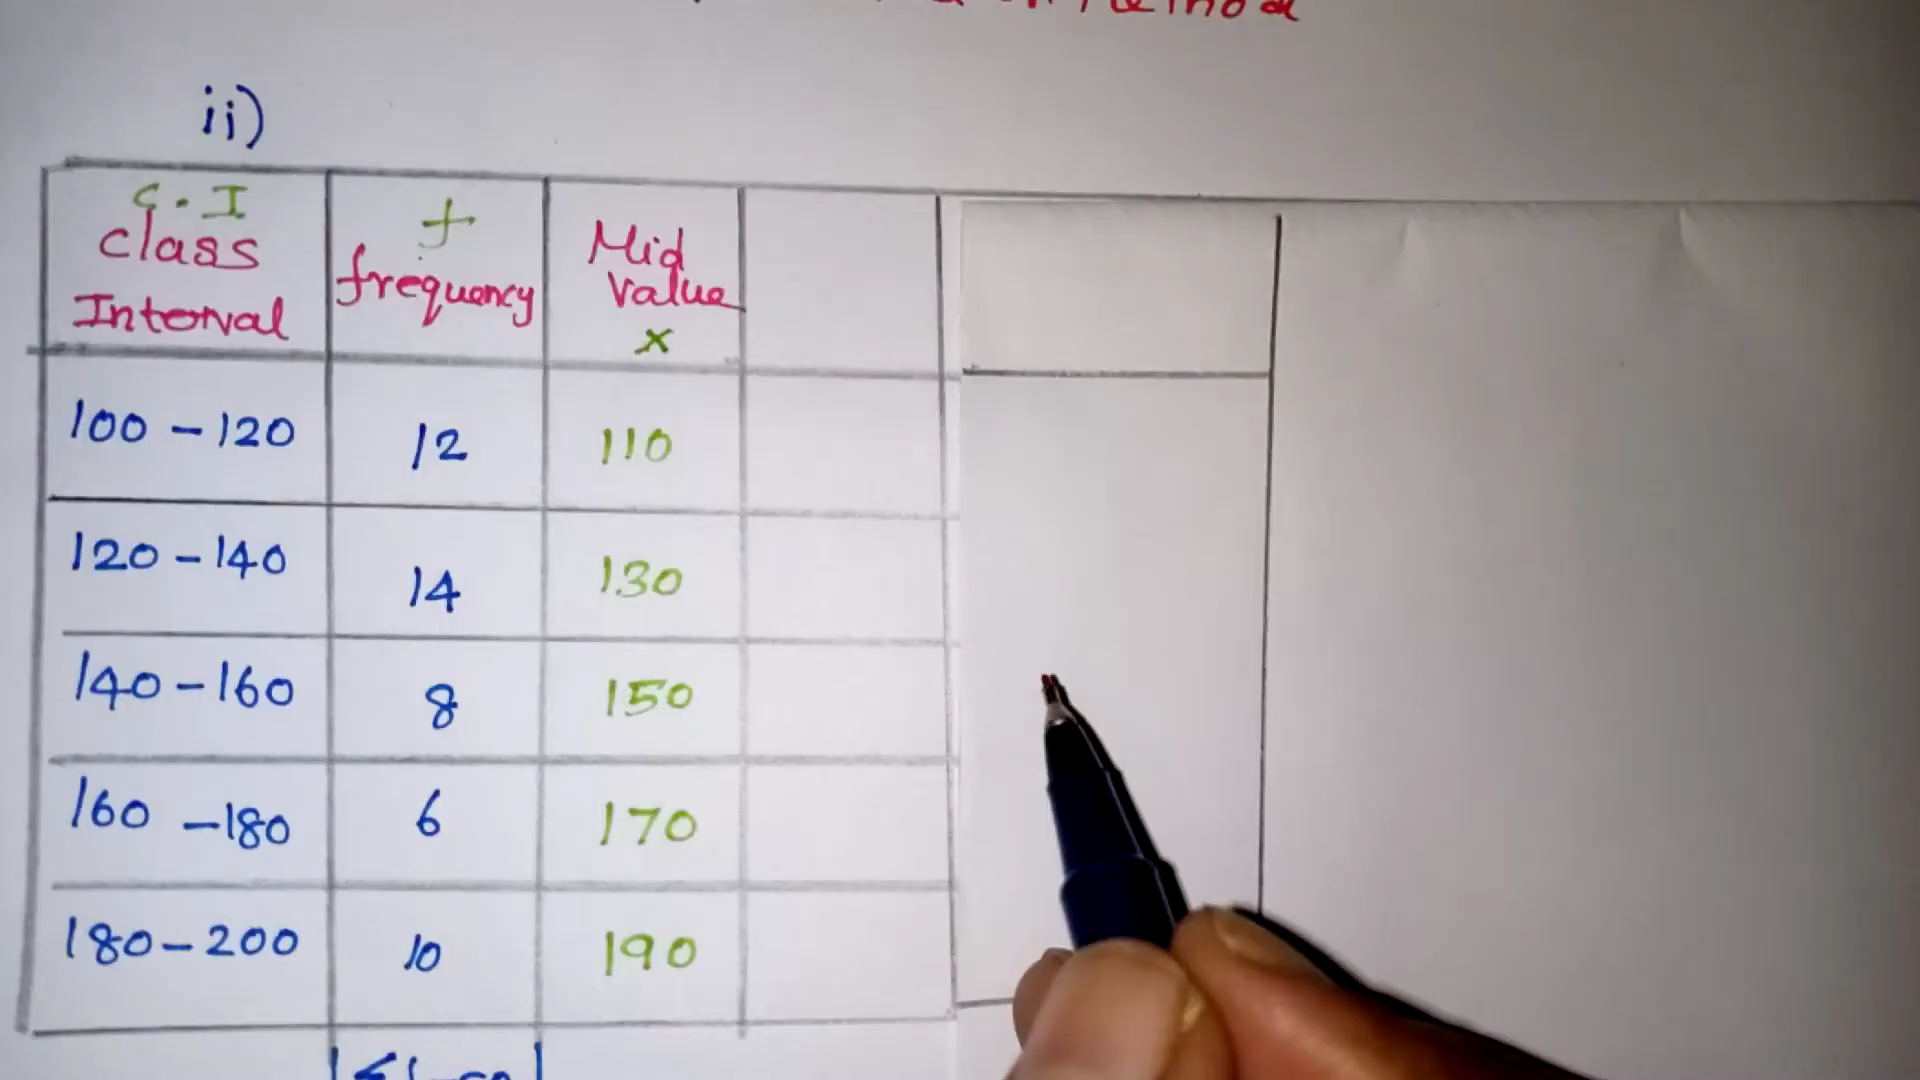 ii)
C.I
class
Interval
f
frequency
Mid
Value
x
100-120
12
110
120-140
14
130
140-160
8
150
160-180
6
170
180-200
10
190